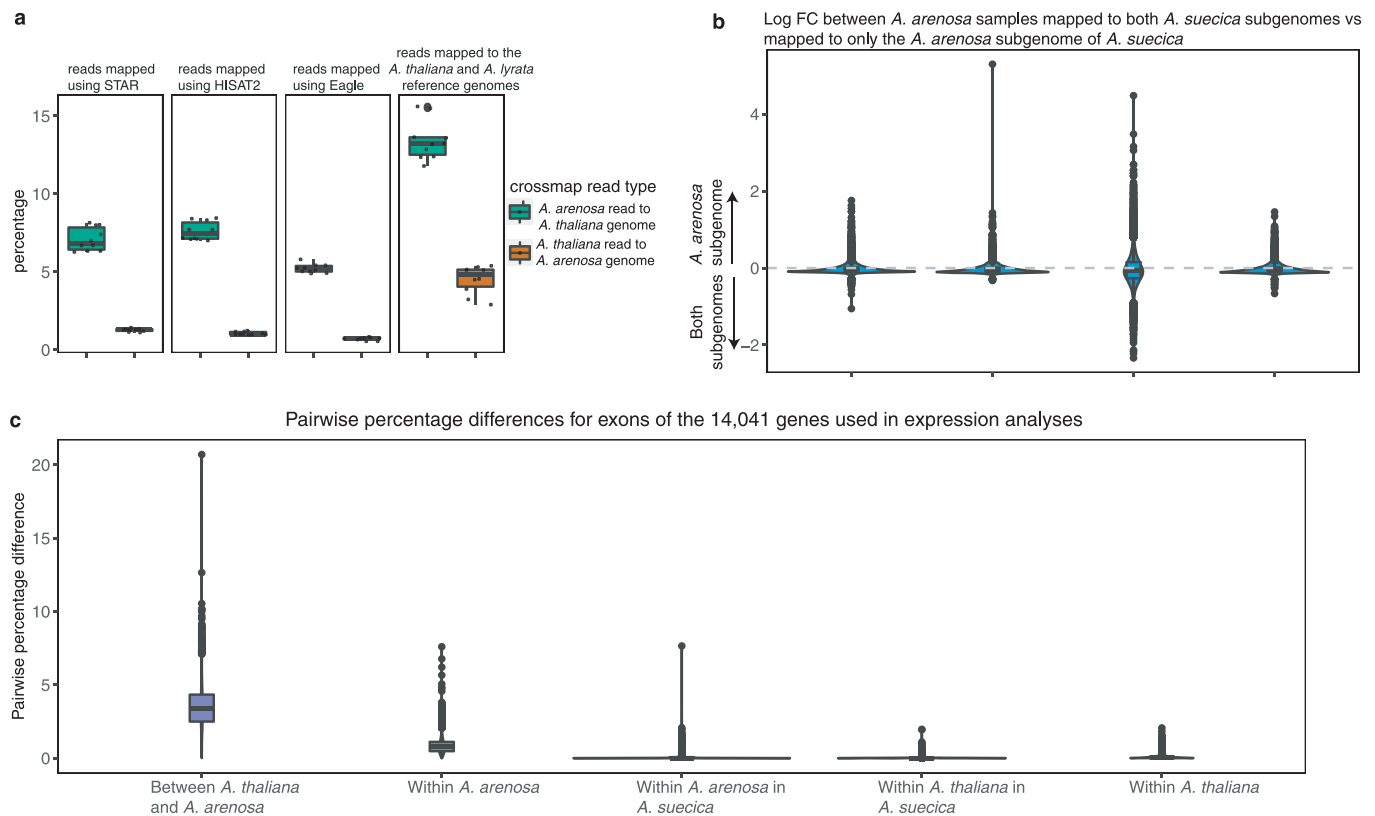 a
reads mapped
using STAR
reads mapped
using HISAT2
reads mapped
using Eagle
reads mapped to the
A. thaliana and A. lyrata
reference genomes
percentage
15
10
5
0
crossmap read type
A. arenosa read to
A. thaliana genome
A. thaliana read to
A. arenosa genome
b
Log FC between A. arenosa samples mapped to both A. suecica subgenomes vs
mapped to only the A. arenosa subgenome of A. suecica
A. arenosa
subgenome
Both
subgenomes
4
2
0
−2
c
Pairwise percentage differences for exons of the 14,041 genes used in expression analyses
Pairwise percentage difference
20
15
10
5
0
Between A. thaliana
and A. arenosa
Within A. arenosa
Within A. arenosa in
A. suecica
Within A. thaliana in
A. suecica
Within A. thaliana